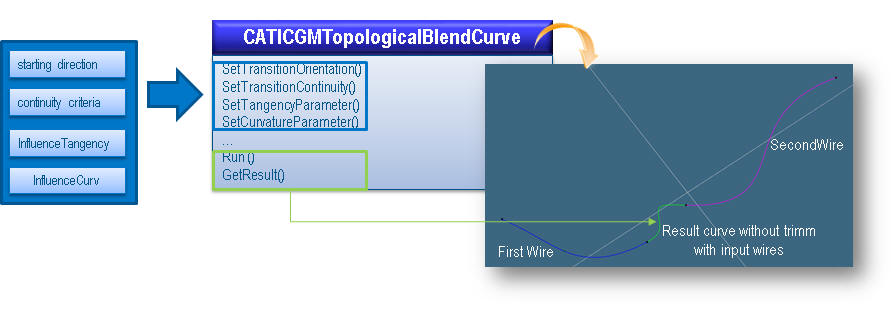 CATICGMTopologicalBlendCurve
starting direction
continuity criteria
InfluenceTangency
InfluenceCurv
SetTransitionOrientation()
SetTransitionContinuity()
SetTangencyParameter()
SetCurvatureParameter()
...
Run()
GetResult()
SecondWire
First Wire
Result curve without trimm
with input wires